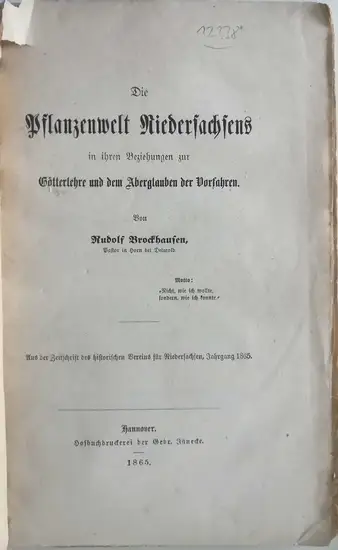 12338
Die
Pflanzenwelt Niedersachsens
in ihren Beziehungen zur
Götterlehre und dem Aberglauben der Vorfahren.
Von
Rudolf Brockhausen,
Pastor in Horn bei Detmold.
Motto:
»Nicht, wie ich wollte,
sondern, wie ich konnte.«
Aus der Zeitschrift des historischen Vereins für Niedersachsen, Jahrgang 1865.
Hannover.
Hofbuchdruckerei der Gebr. Jänecke.
1865.